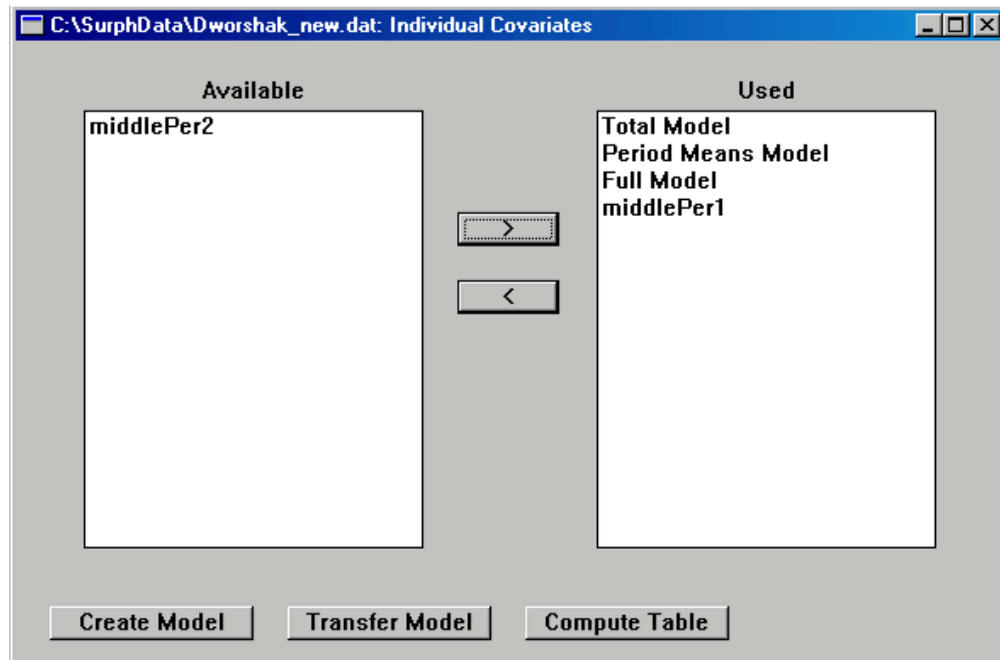 C:\SurphData\Dworshak_new.dat: Individual Covariates
Available
middlePer2
>
<
Used
Total Model
Period Means Model
Full Model
middlePer1
Create Model
Transfer Model
Compute Table